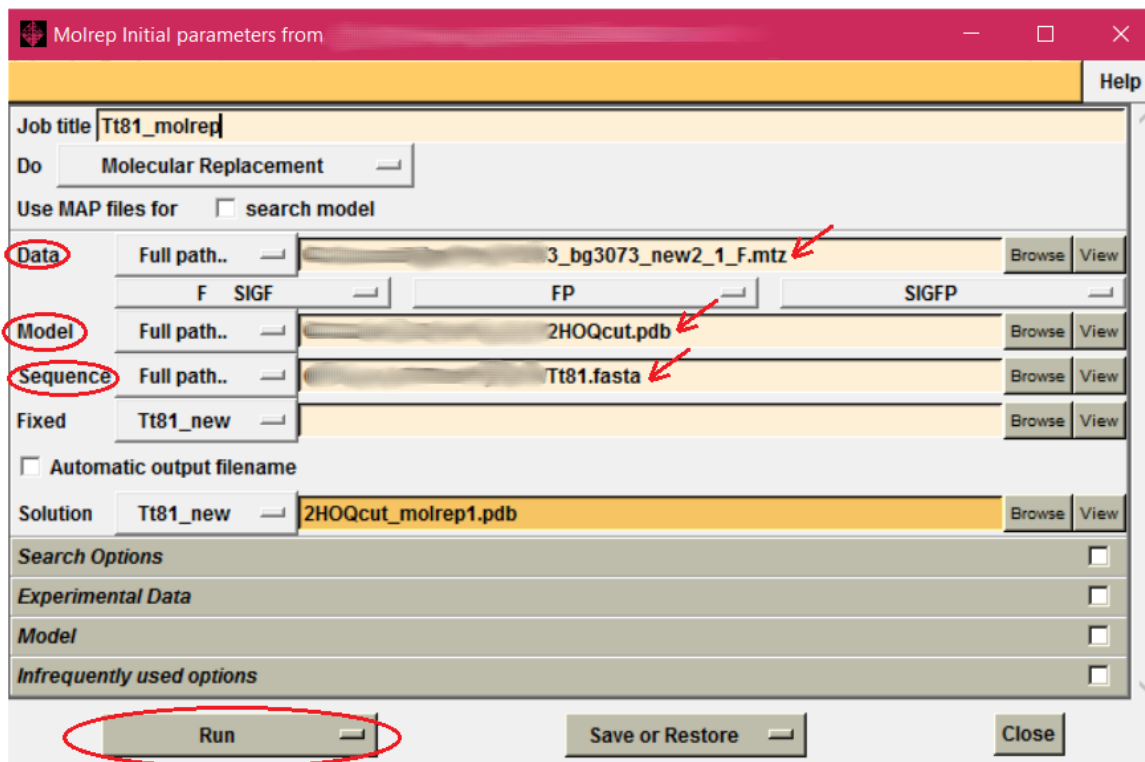 Molrep Initial parameters from
Help
Job title Tt81_molrep
Do Molecular Replacement
Use MAP files for search model
Data Full path.. 3_bg3073_new2_1_F.mtz Browse View
F SIGF FP SIGFP
Model Full path.. 2HOQcut.pdb Browse View
Sequence Full path.. /Tt81.fasta Browse View
Fixed Tt81_new Browse View
Automatic output filename
Solution Tt81_new 2HOQcut_molrep1.pdb Browse View
Search Options
Experimental Data
Model
Infrequently used options
Run Save or Restore Close